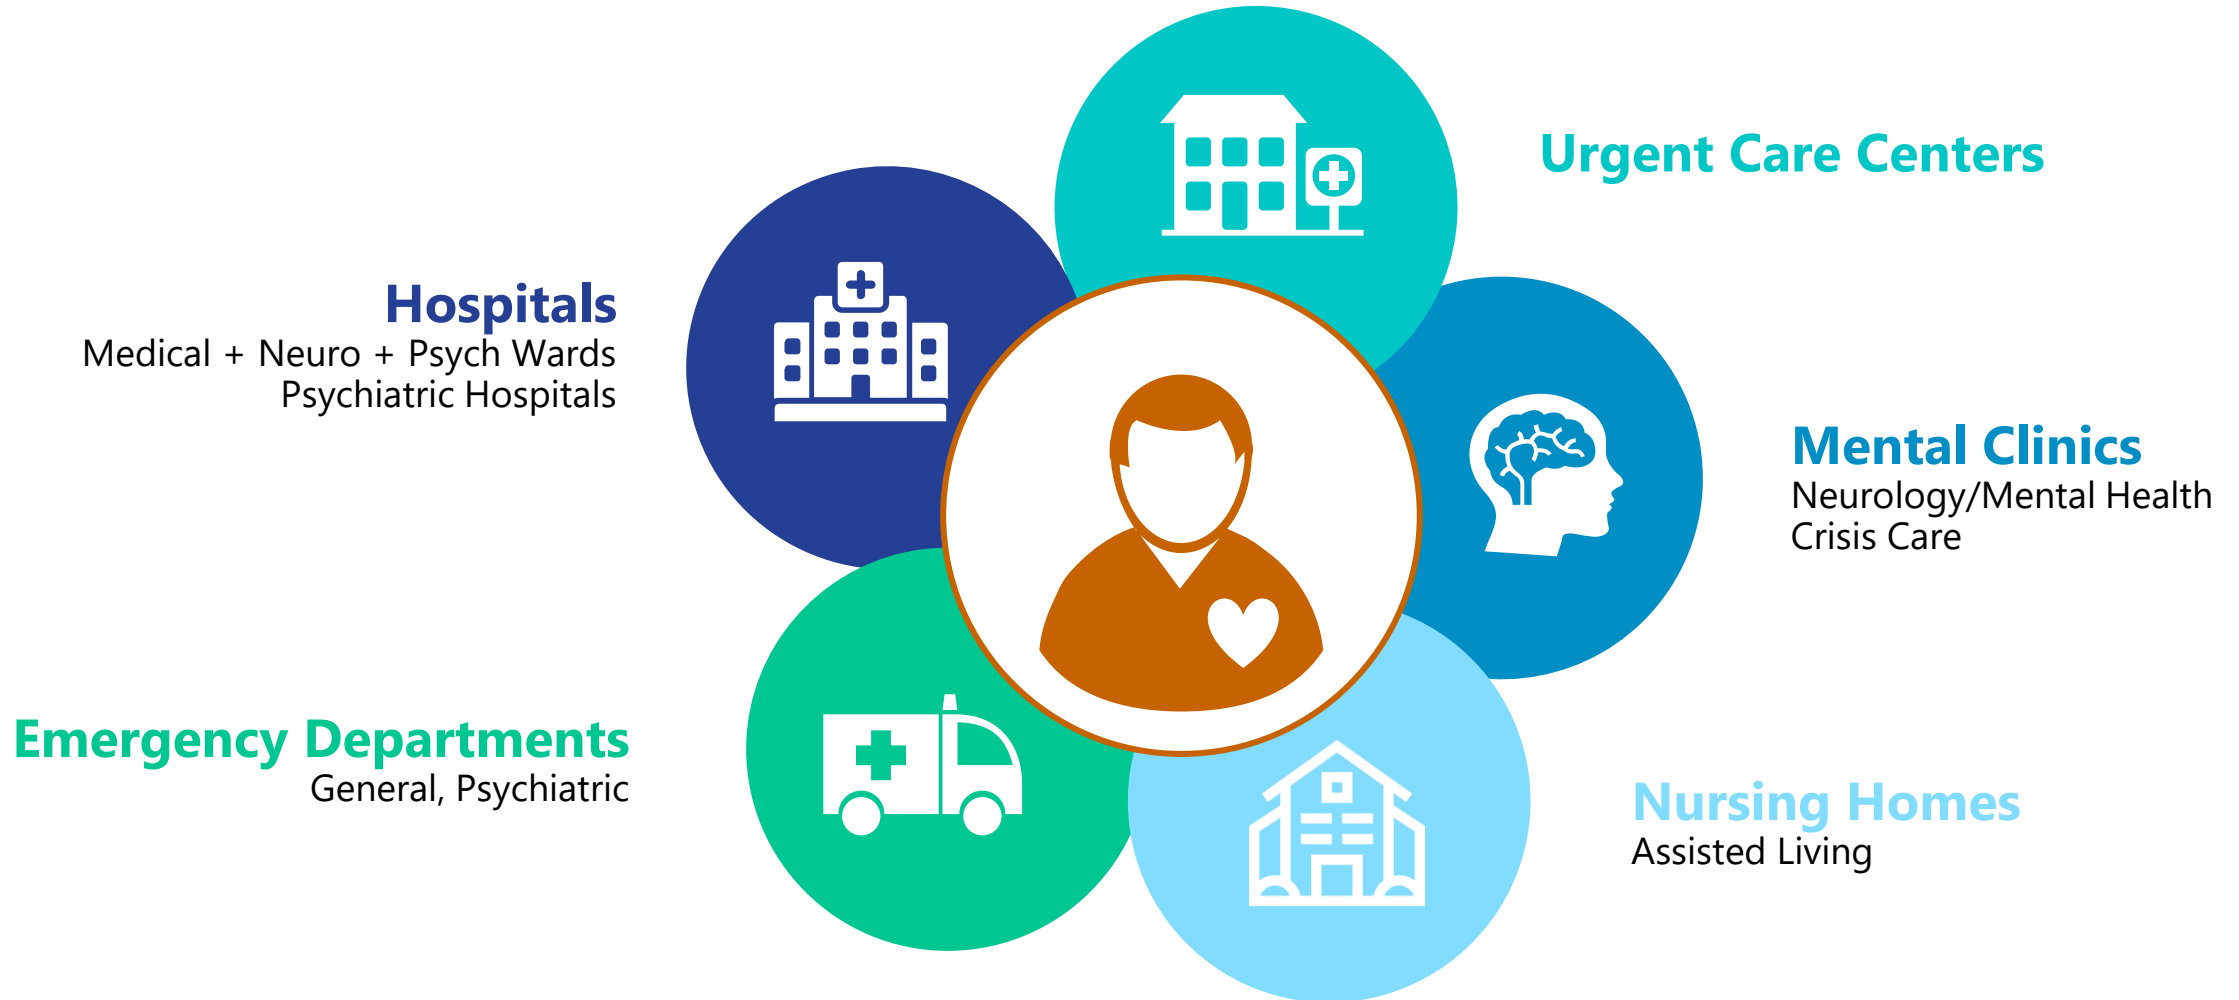 Urgent Care Centers
Hospitals
Medical + Neuro + Psych Wards
Psychiatric Hospitals
Mental Clinics
Neurology/Mental Health
Crisis Care
Emergency Departments
General, Psychiatric
Nursing Homes
Assisted Living